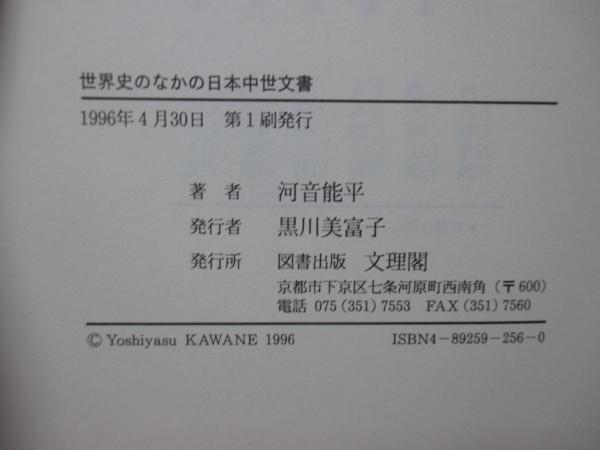 世界史のなかの日本中世文書
1996年4月30日　第1刷発行
著　者　河音能平
発行者　黒川美富子
発行所　図書出版　文理閣
京都市下京区七条河原町西南角（〒600）
電話 075（351）7553　FAX（351）7560
© Yoshiyasu KAWANE 1996　ISBN4－89259－256－0